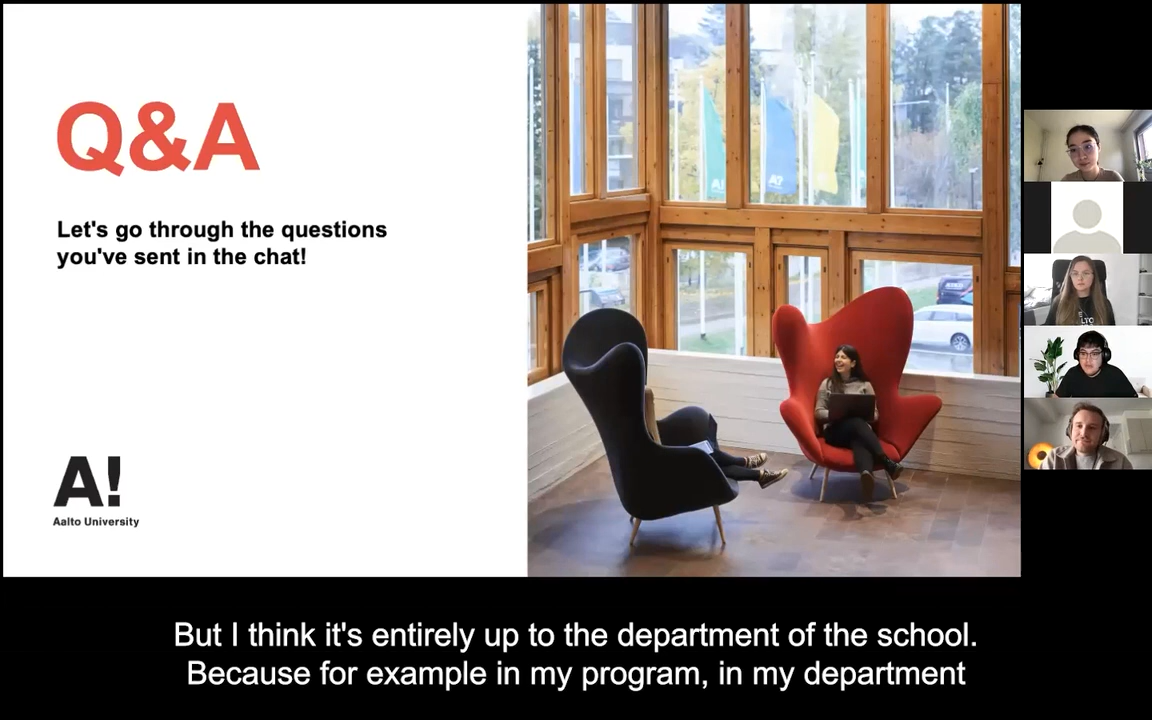 Q&A
Let's go through the questions
you've sent in the chat!
A!
Aalto University
But I think it's entirely up to the department of the school.
Because for example in my program, in my department